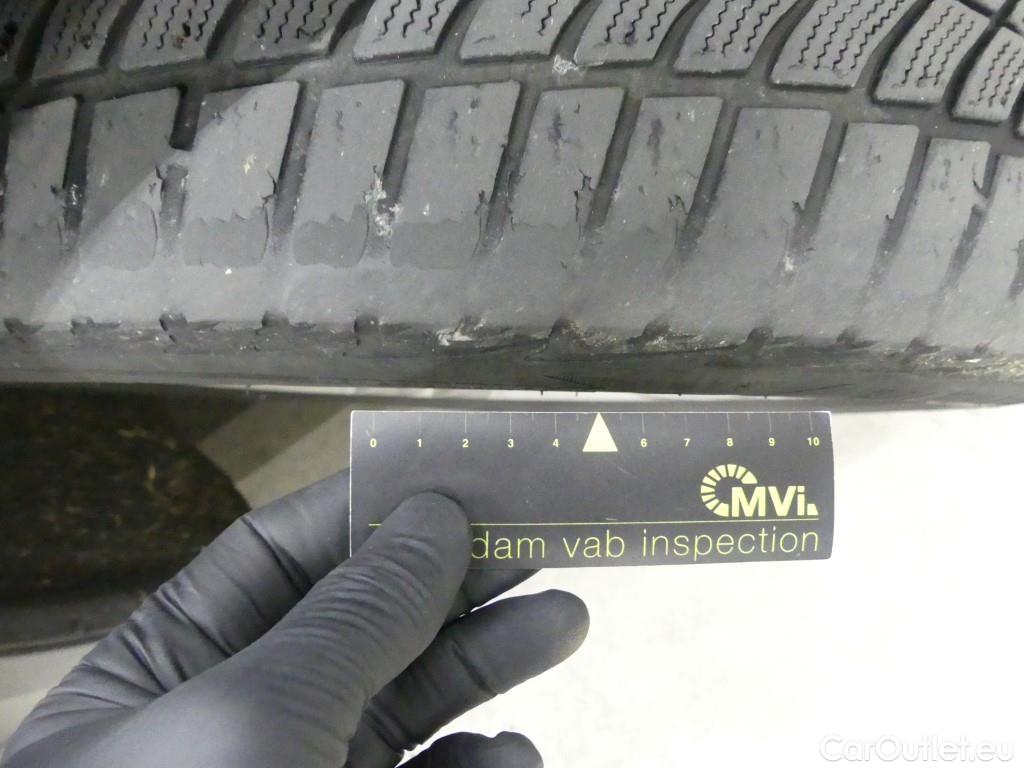 0 1 2 3 4 6 7 8 9 10
MVi
dam vab inspection
CarOutlet.eu